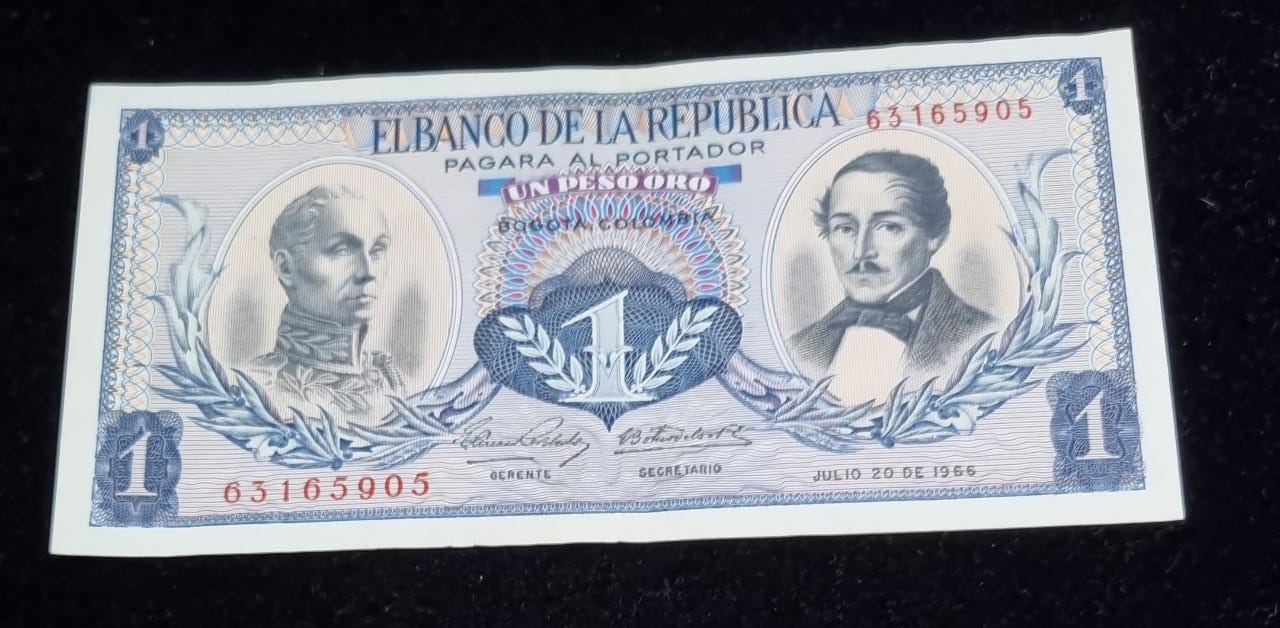 1
1
EL BANCO DE LA REPUBLICA
63165905
PAGARA AL PORTADOR
UN PESO ORO
BOGOTA, COLOMBIA
1
1
1
GERENTE
SECRETARIO
JULIO 20 DE 1966
63165905